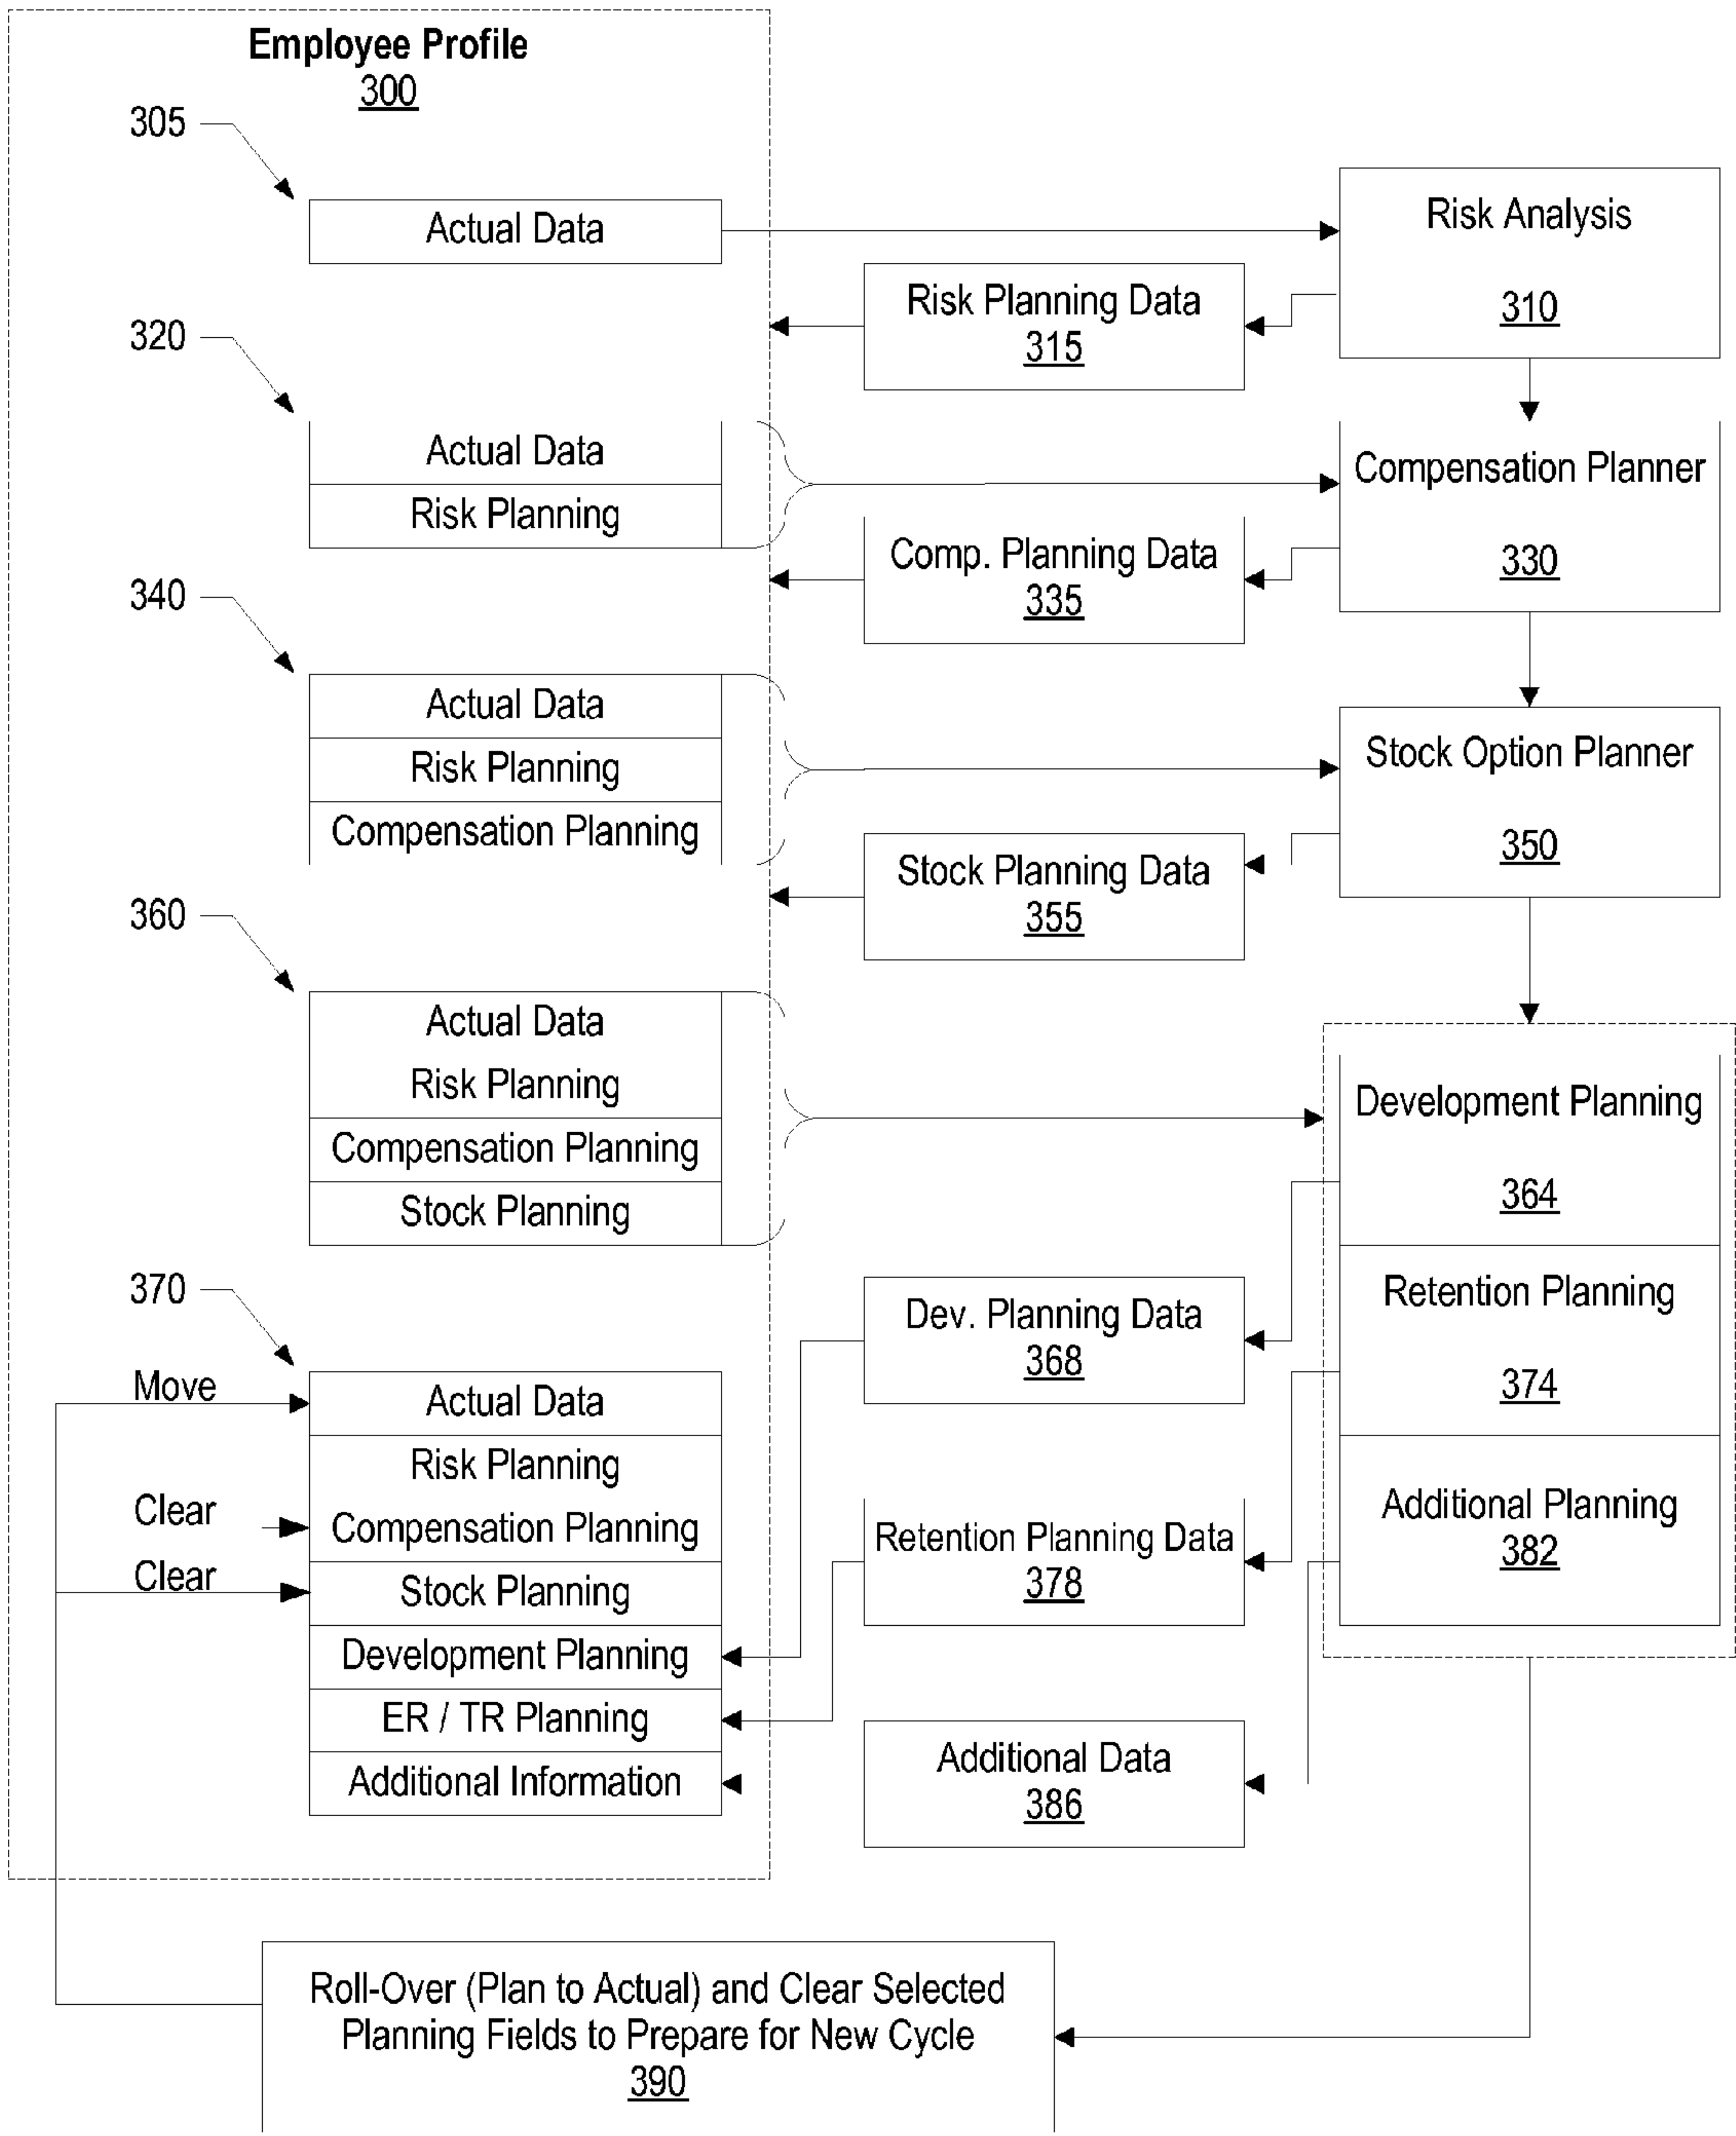 Employee Profile
300
305
Actual Data
Risk Analysis
310
Risk Planning Data
315
320
Actual Data
Risk Planning
Compensation Planner
330
Comp. Planning Data
335
340
Actual Data
Risk Planning
Compensation Planning
Stock Option Planner
350
Stock Planning Data
355
360
Actual Data
Risk Planning
Compensation Planning
Stock Planning
Development Planning
364
Dev. Planning Data
368
Retention Planning
374
370
Move
Clear
Clear
Actual Data
Risk Planning
Compensation Planning
Stock Planning
Development Planning
ER / TR Planning
Additional Information
Retention Planning Data
378
Additional Planning
382
Additional Data
386
Roll-Over (Plan to Actual) and Clear Selected
Planning Fields to Prepare for New Cycle
390